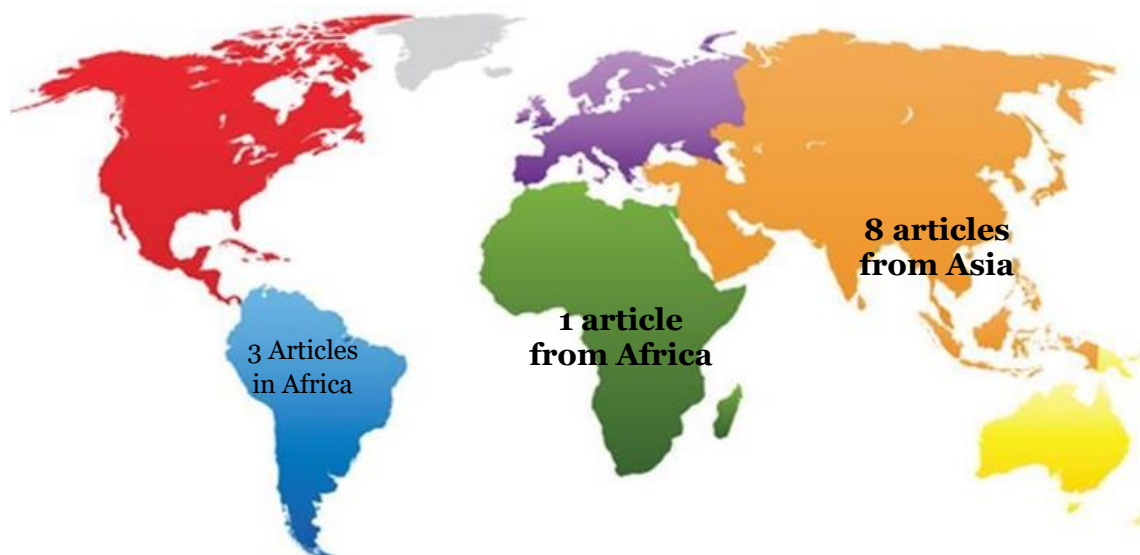 8 articles
from Asia
1 article
from Africa
3 Articles
in Africa